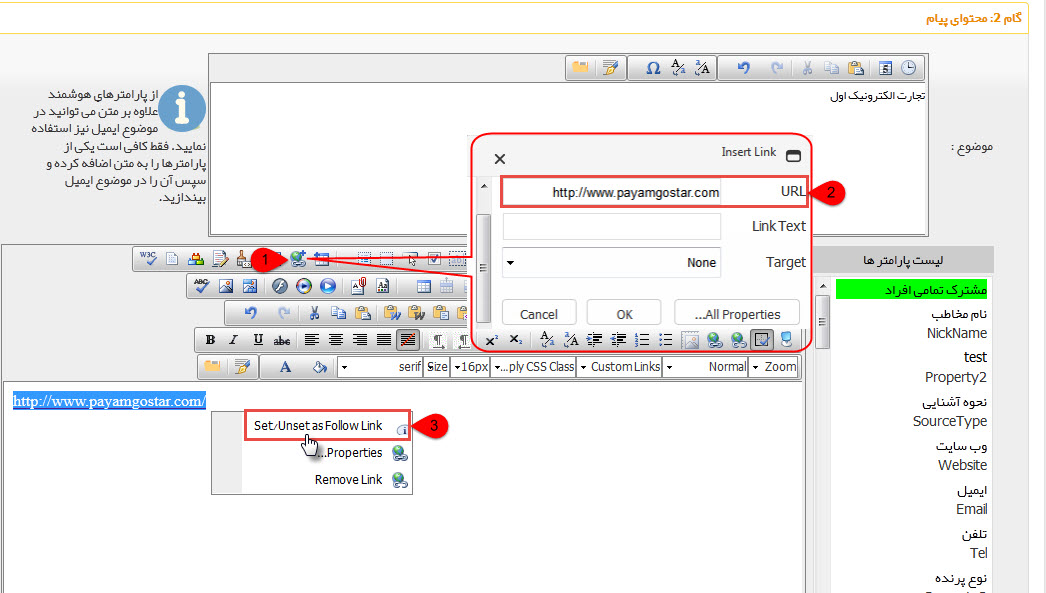 گام 2: محتوای پیام
تجارت الکترونیک اول
موضوع :
از پارامترهای هوشمند
علاوه بر متن می توانید در
موضوع ایمیل نیز استفاده
نمایید. فقط کافی است یکی از
پارامترها را به متن اضافه کرده و
سپس آن را در موضوع ایمیل
بیندازید.
Insert Link
URL
http://www.payamgostar.com
2
Link Text
Target
None
Cancel
OK
...All Properties
1
W3C
ABC
B I U abc
serif
Size
16px
...ply CSS Class
Custom Links
Normal
Zoom
http://www.payamgostar.com/
Set/Unset as Follow Link
3
...Properties
Remove Link
لیست پارامتر ها
مشترک تمامی افراد
نام مخاطب
NickName
test
Property2
نحوه آشنایی
SourceType
وب سایت
Website
ایمیل
Email
تلفن
Tel
نوع پرنده